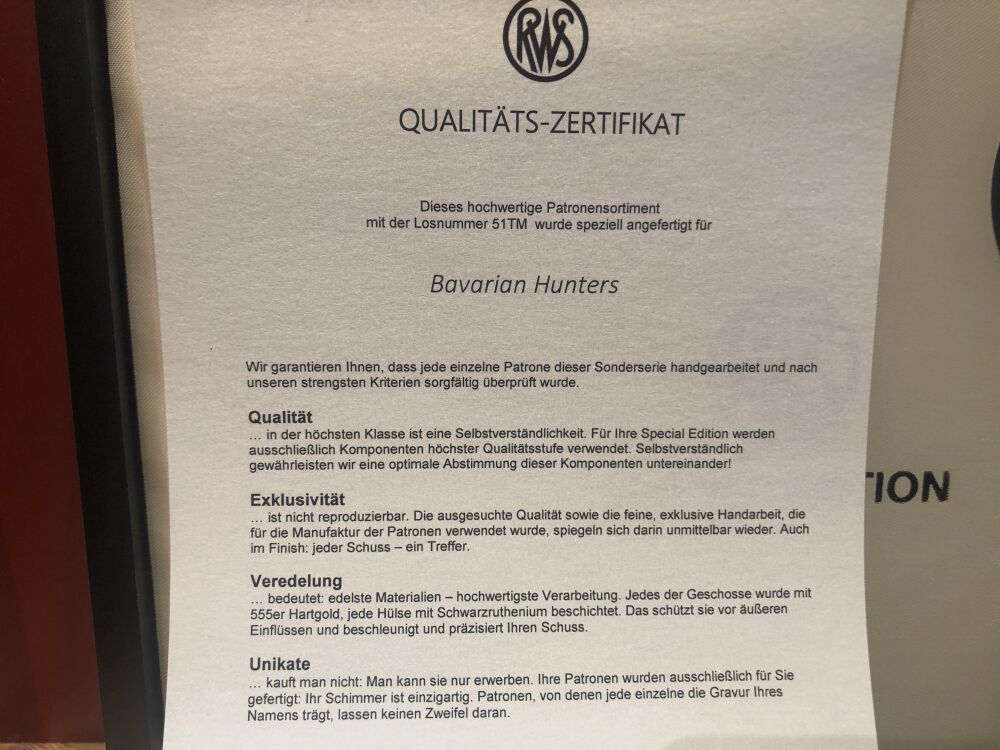 RWS
QUALITÄTS-ZERTIFIKAT
Dieses hochwertige Patronensortiment
mit der Losnummer 51TM wurde speziell angefertigt für
Bavarian Hunters
Wir garantieren Ihnen, dass jede einzelne Patrone dieser Sonderserie handgearbeitet und nach
unseren strengsten Kriterien sorgfältig überprüft wurde.
Qualität
… in der höchsten Klasse ist eine Selbstverständlichkeit. Für Ihre Special Edition werden
ausschließlich Komponenten höchster Qualitätsstufe verwendet. Selbstverständlich
gewährleisten wir eine optimale Abstimmung dieser Komponenten untereinander!
TION
Exklusivität
… ist nicht reproduzierbar. Die ausgesuchte Qualität sowie die feine, exklusive Handarbeit, die
für die Manufaktur der Patronen verwendet wurde, spiegeln sich darin unmittelbar wieder. Auch
im Finish: jeder Schuss – ein Treffer.
Veredelung
… bedeutet: edelste Materialien – hochwertigste Verarbeitung. Jedes der Geschosse wurde mit
555er Hartgold, jede Hülse mit Schwarzruthenium beschichtet. Das schützt sie vor äußeren
Einflüssen und beschleunigt und präzisiert Ihren Schuss.
Unikate
… kauft man nicht: Man kann sie nur erwerben. Ihre Patronen wurden ausschließlich für Sie
gefertigt: Ihr Schimmer ist einzigartig. Patronen, von denen jede einzelne die Gravur Ihres
Namens trägt, lassen keinen Zweifel daran.